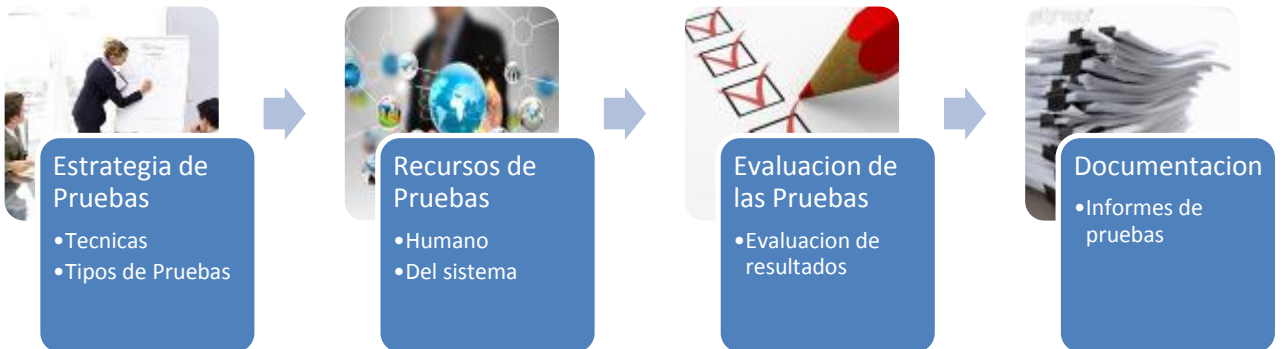 Estrategia de
Pruebas
•Tecnicas
•Tipos de Pruebas
Recursos de
Pruebas
•Humano
•Del sistema
Evaluacion de
las Pruebas
•Evaluacion de
resultados
Documentacion
•Informes de
pruebas